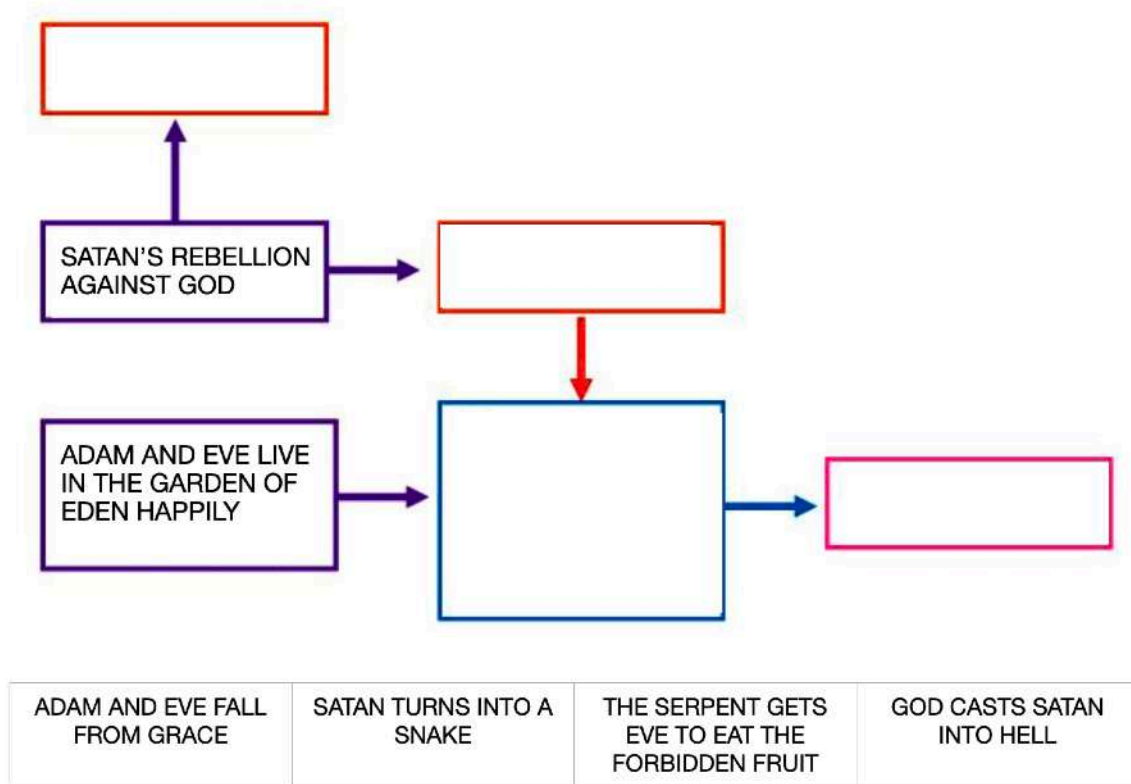 SATAN'S REBELLION
AGAINST GOD
ADAM AND EVE LIVE
IN THE GARDEN OF
EDEN HAPPILY
ADAM AND EVE FALL
FROM GRACE
SATAN TURNS INTO A
SNAKE
THE SERPENT GETS
EVE TO EAT THE
FORBIDDEN FRUIT
GOD CASTS SATAN
INTO HELL